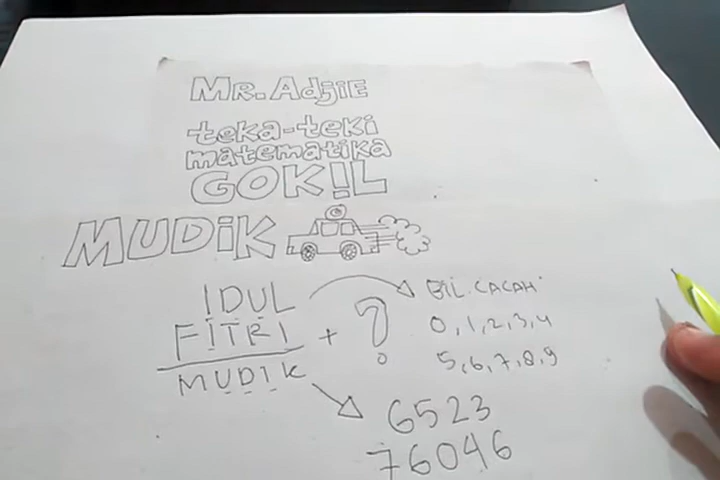 MR. AdjiE
teka-teki
matematika
GOK!L
MUDiK
IDUL
FITRI + ?
MUDIK
BIL. CACAH
0, 1, 2, 3, 4
5, 6, 7, 8, 9
6523
76046